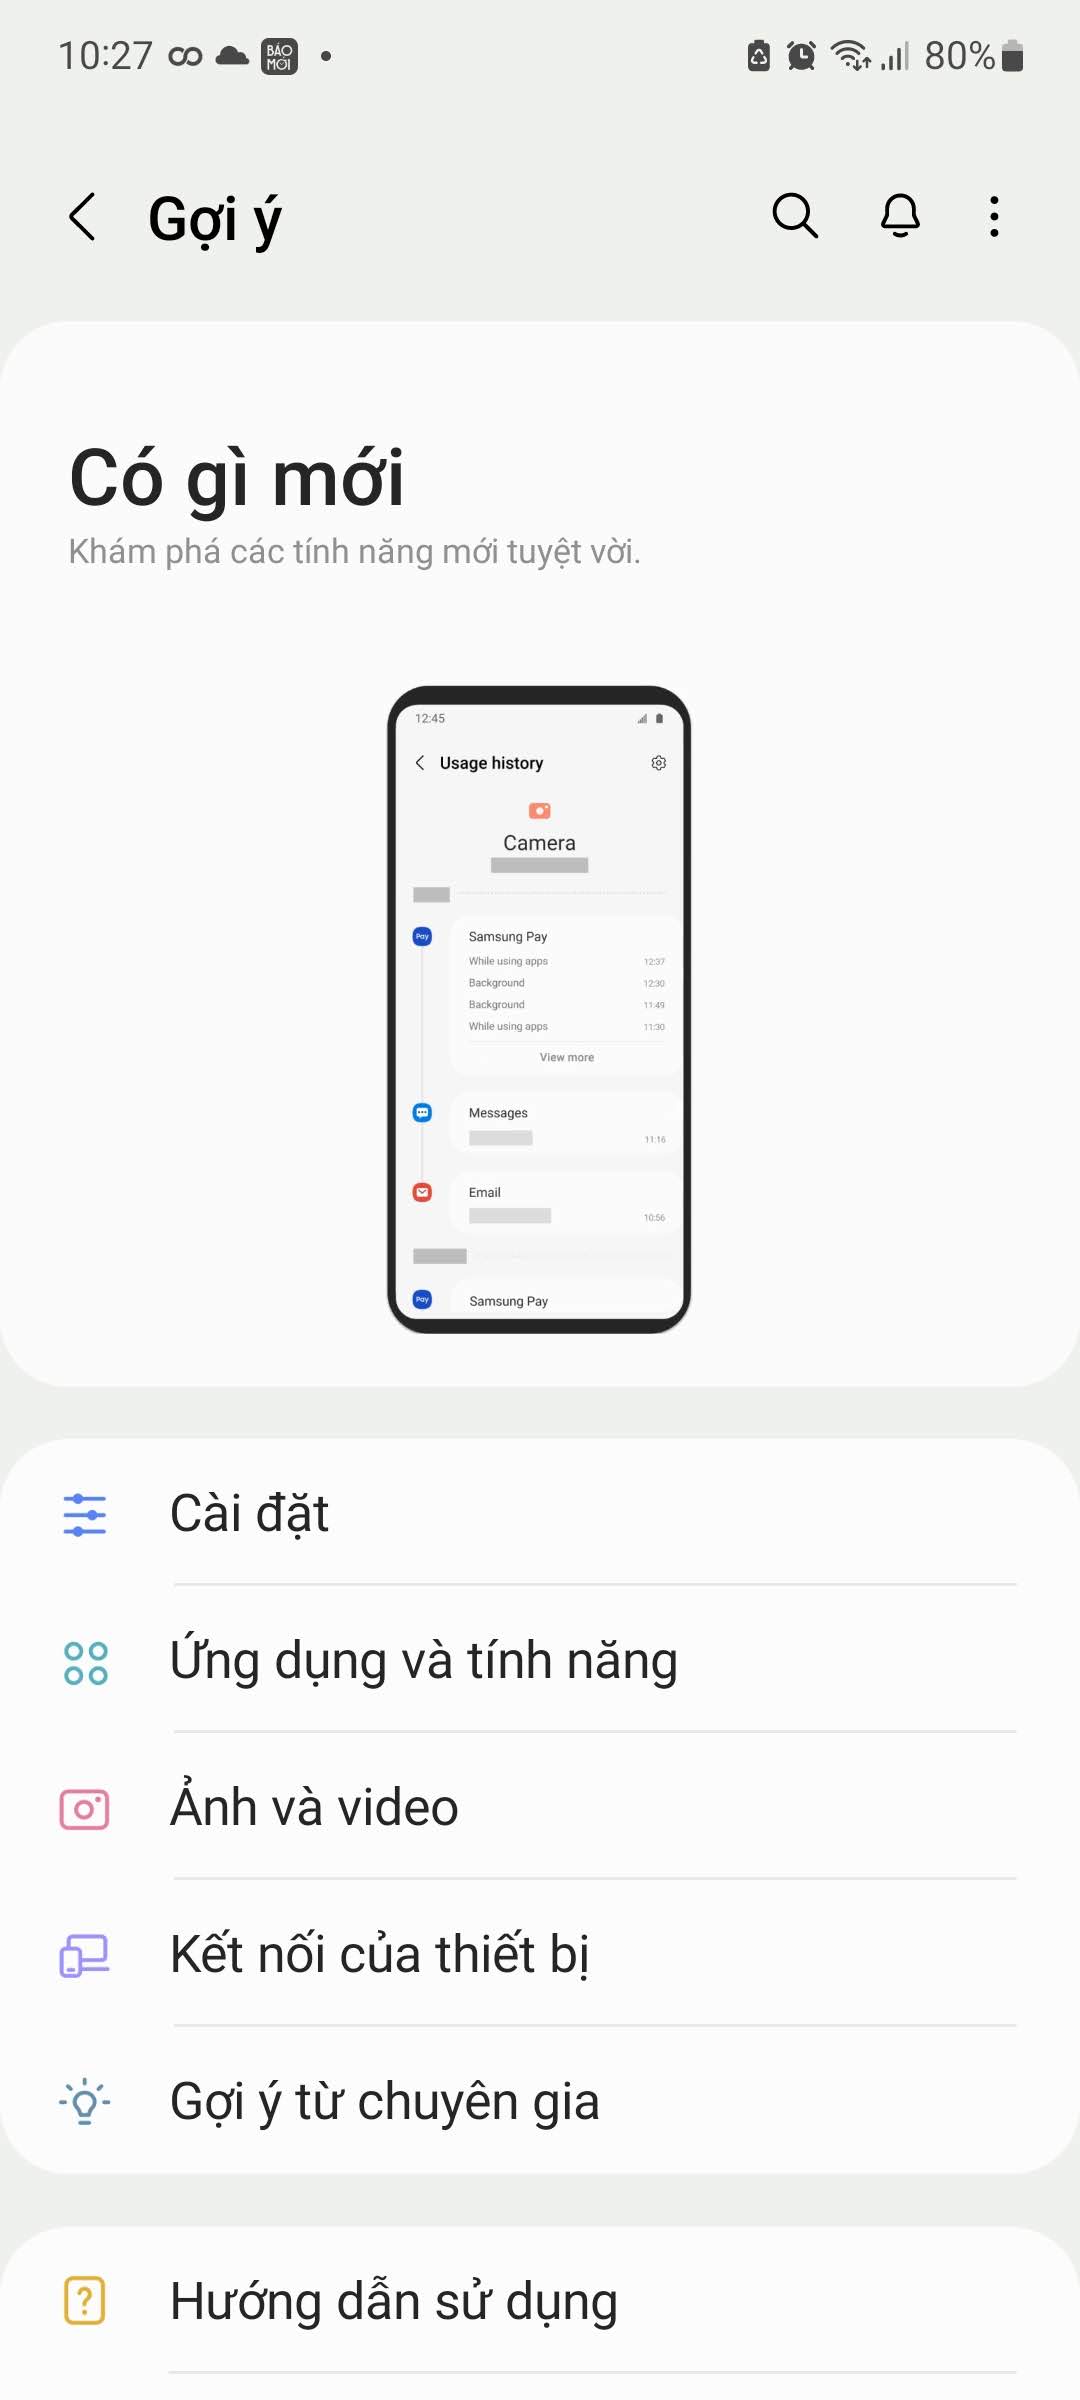 10:27
BÁO
MỚI
80%
Gợi ý
Có gì mới
Khám phá các tính năng mới tuyệt vời.
12:45
Usage history
Camera
Pay
Samsung Pay
While using apps 12:37
Background 12:30
Background 11:49
While using apps 11:30
View more
Messages
11:16
Email
10:56
Pay
Samsung Pay
Cài đặt
Ứng dụng và tính năng
Ảnh và video
Kết nối của thiết bị
Gợi ý từ chuyên gia
Hướng dẫn sử dụng